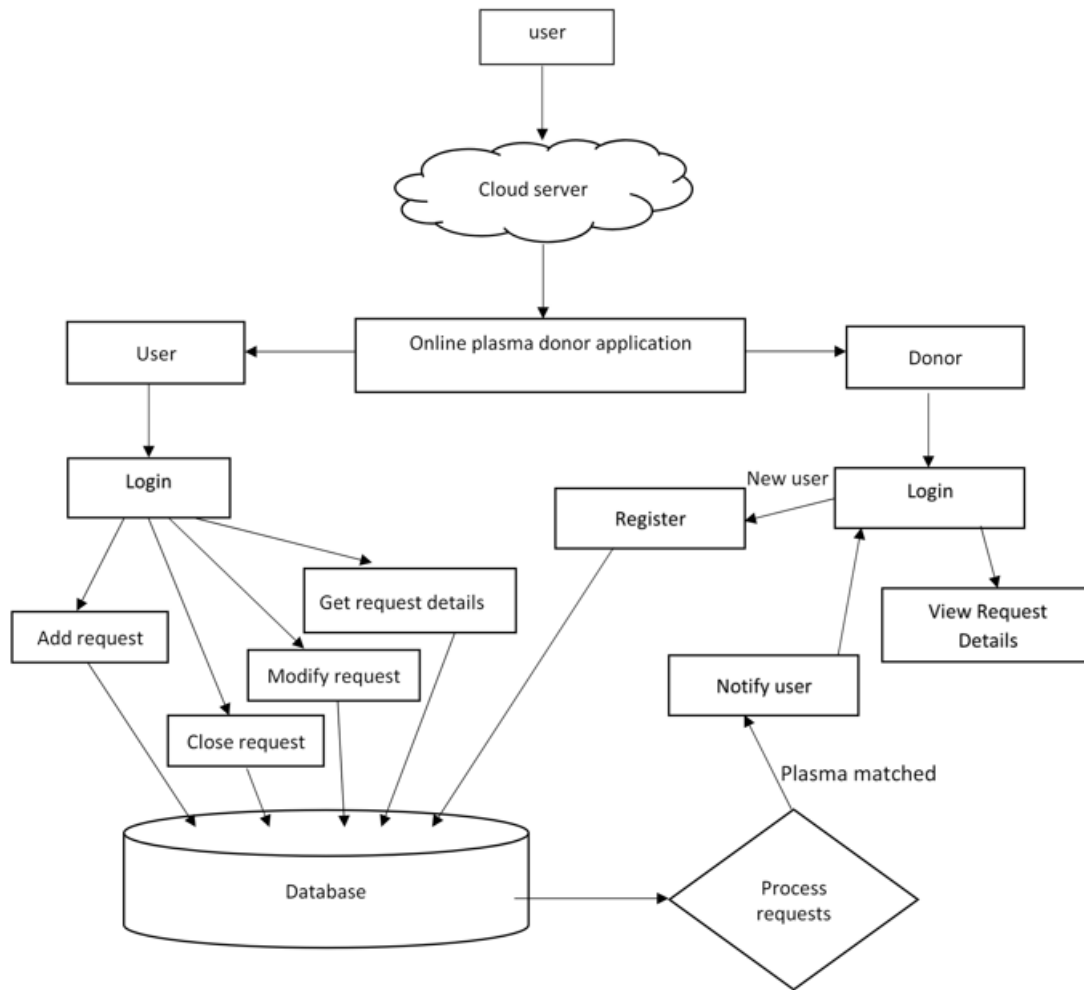 user
Cloud server
User
Online plasma donor application
Donor
Login
New user
Login
Register
Get request details
View Request
Details
Add request
Modify request
Notify user
Close request
Plasma matched
Database
Process
requests